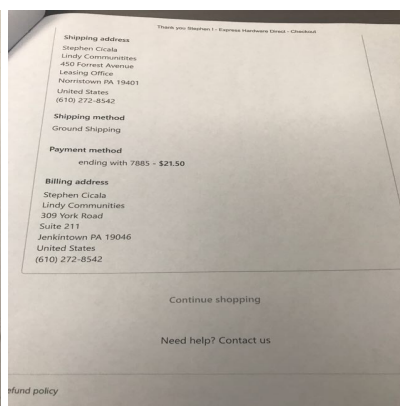 Thank you Stephen ! - Express Hardware Direct - Checkout
Shipping address
Stephen Cicala
Lindy Communitites
450 Forrest Avenue
Leasing Office
Norristown PA 19401
United States
(610) 272-8542
Shipping method
Ground Shipping
Payment method
ending with 7885 - $21.50
Billing address
Stephen Cicala
Lindy Communities
309 York Road
Suite 211
Jenkintown PA 19046
United States
(610) 272-8542
Continue shopping
Need help? Contact us
efund policy